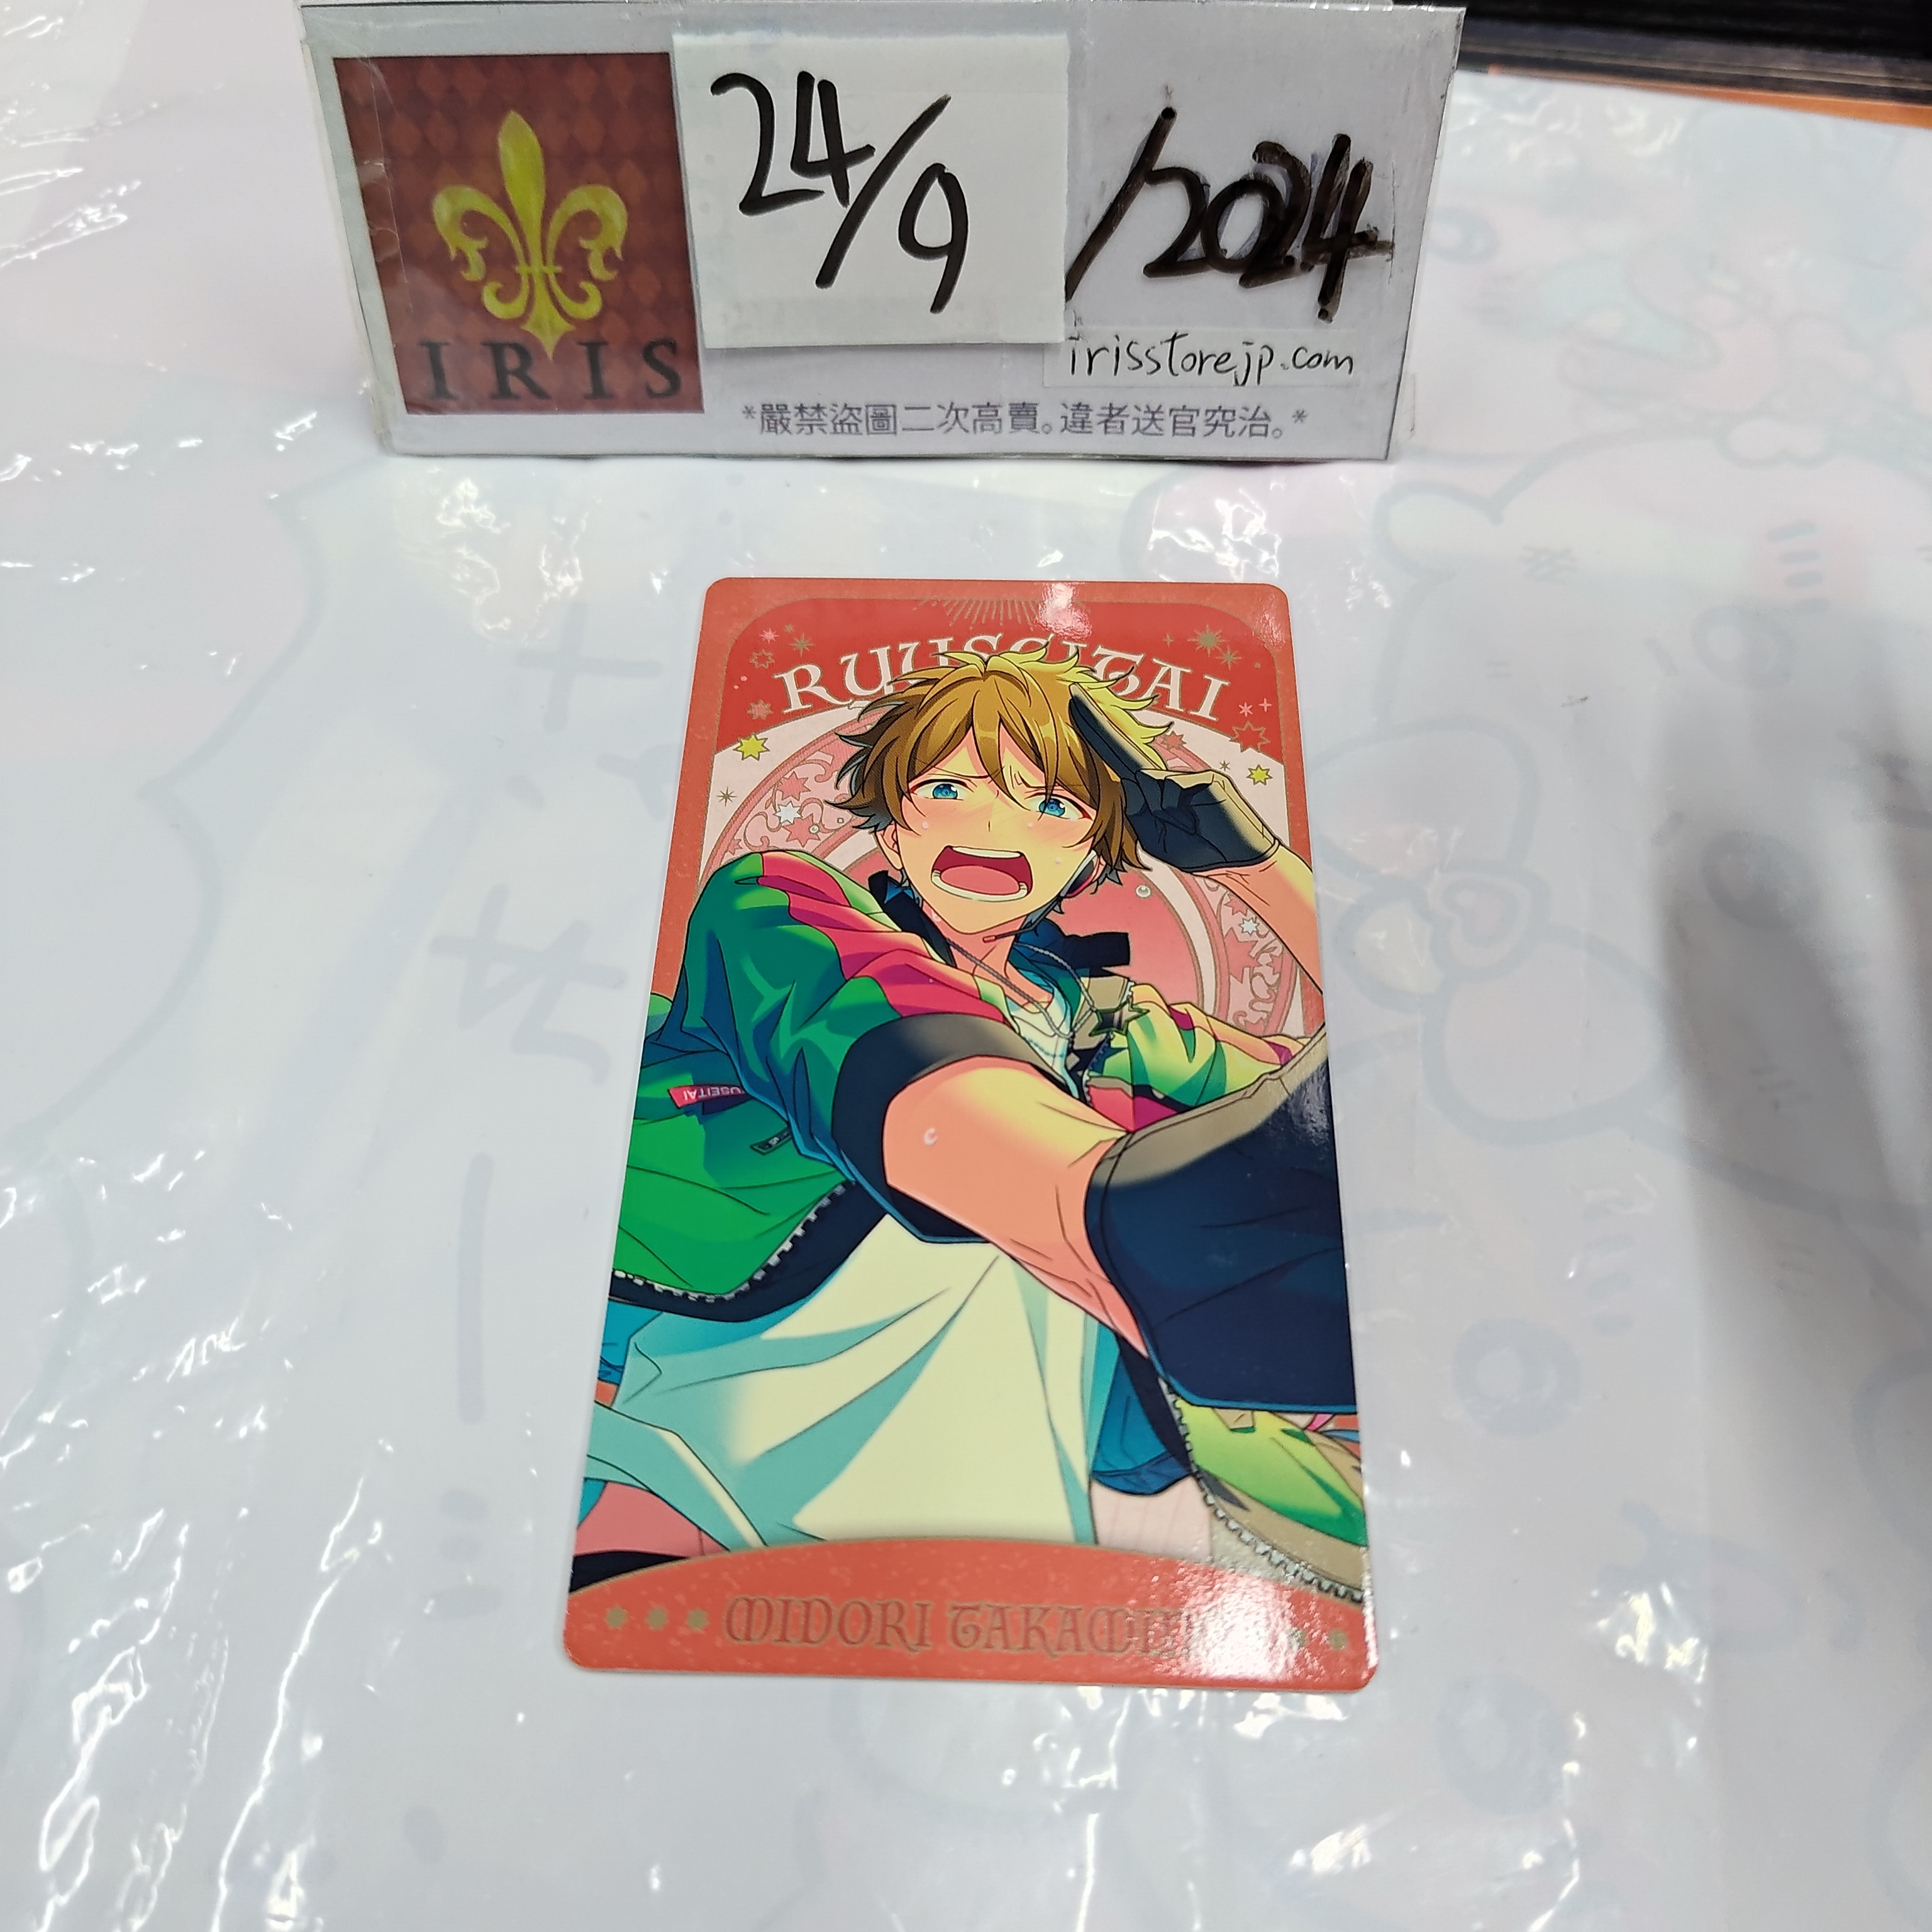 24/9
/2024
IRIS
irisstorejp.com
*嚴禁盜圖二次高賣。違者送官究治。*
RYUSEITAI
USEITAI
MIDORI TAKAMINE